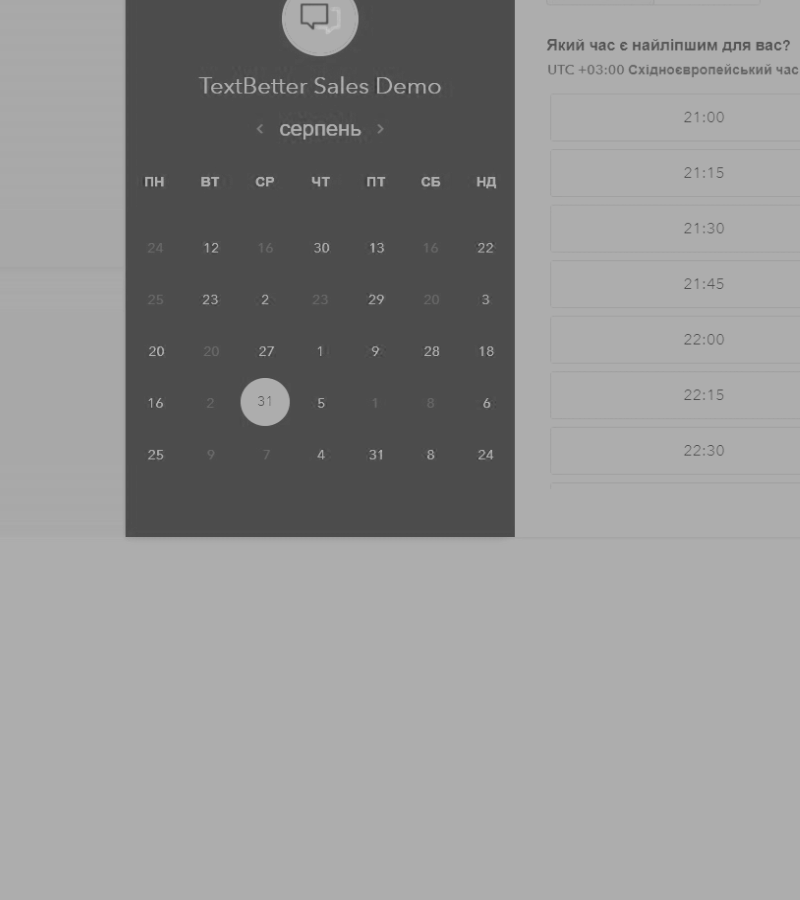 TextBetter Sales Demo
< серпень >
ПН ВТ СР ЧТ ПТ СБ НД
24 12 16 30 13 16 22
25 23 2 23 29 20 3
20 20 27 1 9 28 18
16 2 31 5 1 8 6
25 9 7 4 31 8 24
Який час є найліпшим для вас?
UTC +03:00 Східноєвропейський час
21:00
21:15
21:30
21:45
22:00
22:15
22:30